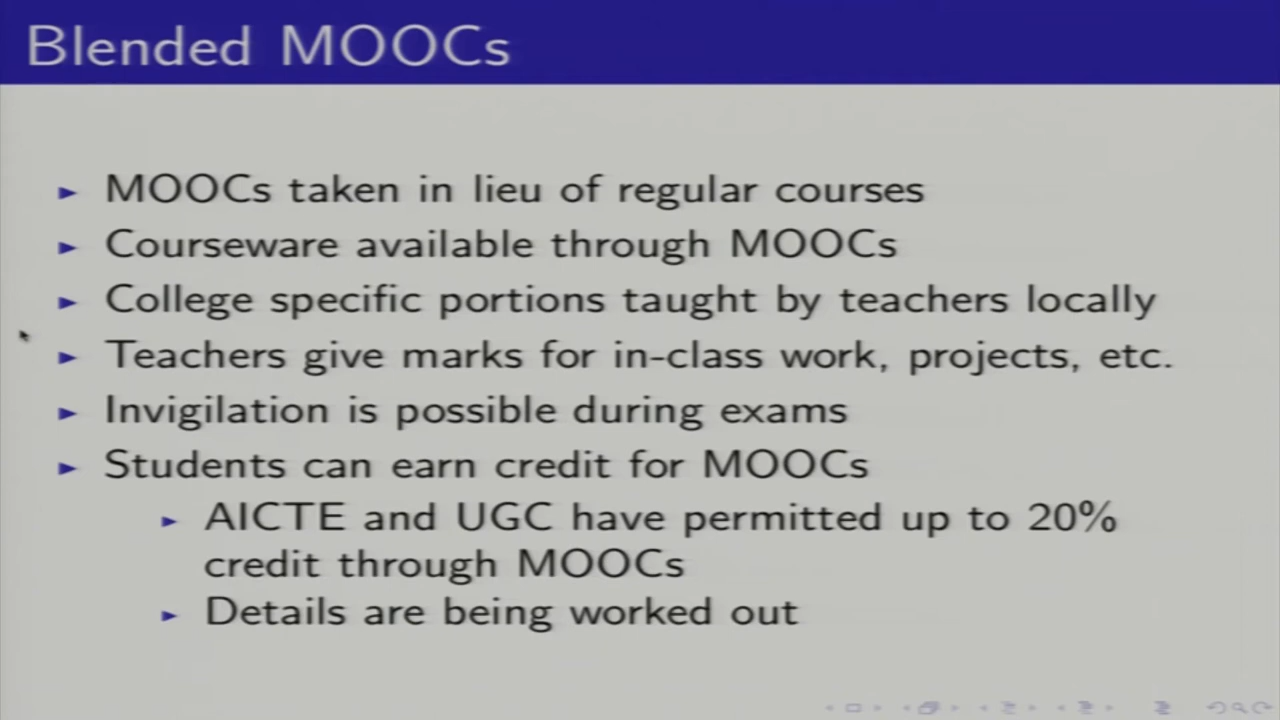 Blended MOOCs
MOOCs taken in lieu of regular courses
Courseware available through MOOCs
College specific portions taught by teachers locally
Teachers give marks for in-class work, projects, etc.
Invigilation is possible during exams
Students can earn credit for MOOCs
AICTE and UGC have permitted up to 20%
credit through MOOCs
Details are being worked out